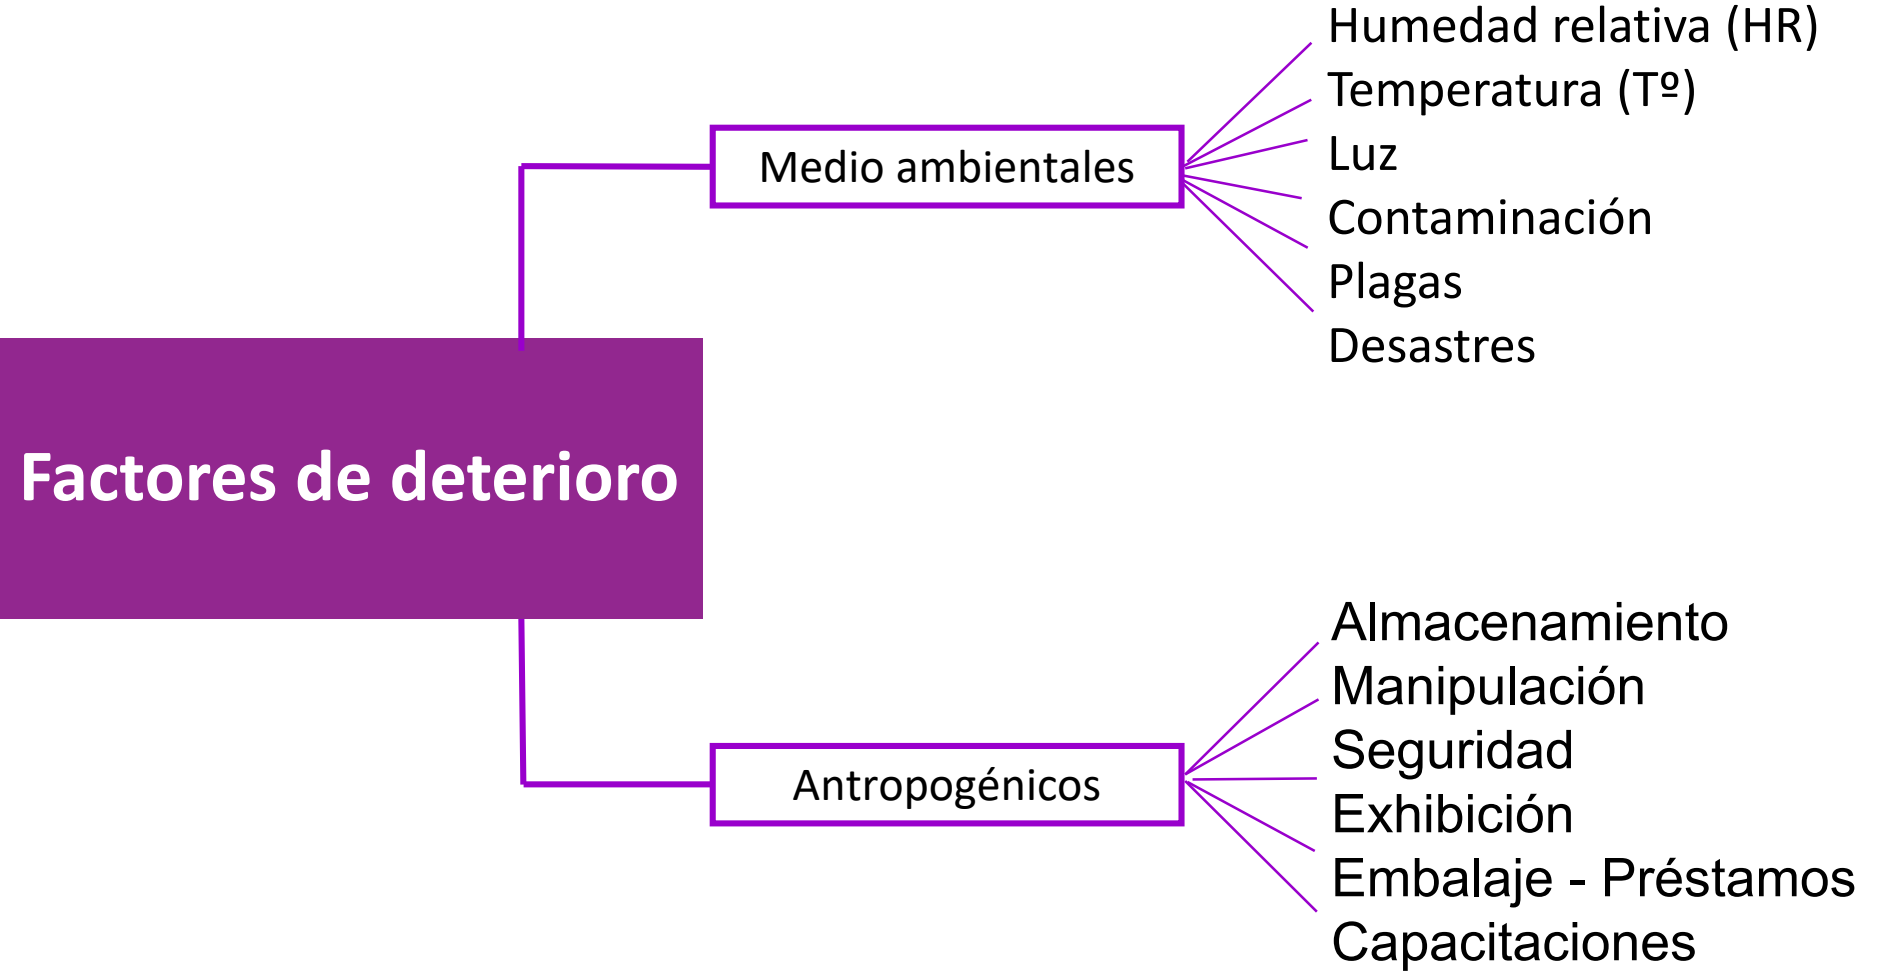 Factores de deterioro
Medio ambientales
Humedad relativa (HR)
Temperatura (Tº)
Luz
Contaminación
Plagas
Desastres
Antropogénicos
Almacenamiento
Manipulación
Seguridad
Exhibición
Embalaje - Préstamos
Capacitaciones